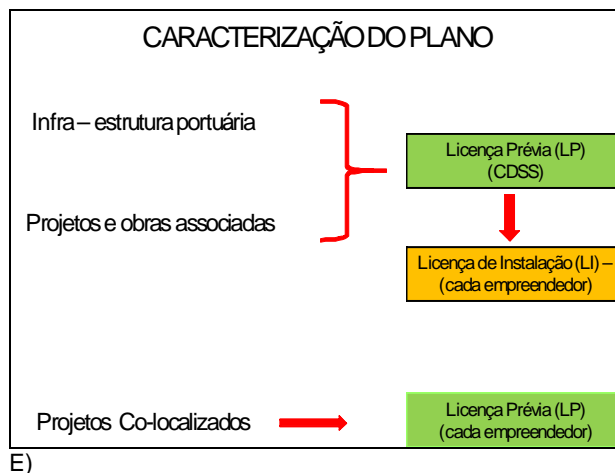 CARACTERIZAÇÃO DO PLANO
Infra – estrutura portuária
Licença Prévia (LP)
(CDSS)
Projetos e obras associadas
Licença de Instalação (LI) –
(cada empreendedor)
Projetos Co-localizados
Licença Prévia (LP)
(cada empreendedor)
E)